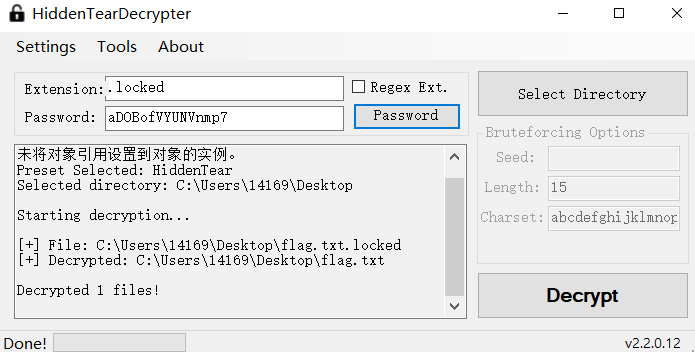 HiddenTearDecrypter
Settings Tools About
Extension: .locked Regex Ext.
Password: aDOBofVYUNVnmp7 Password
Select Directory
Bruteforcing Options
Seed:
Length: 15
Charset: abcdefghijklmnop
未将对象引用设置到对象的实例。
Preset Selected: HiddenTear
Selected directory: C:\Users\14169\Desktop
Starting decryption...
[+] File: C:\Users\14169\Desktop\flag.txt.locked
[+] Decrypted: C:\Users\14169\Desktop\flag.txt
Decrypted 1 files!
Decrypt
Done! v2.2.0.12